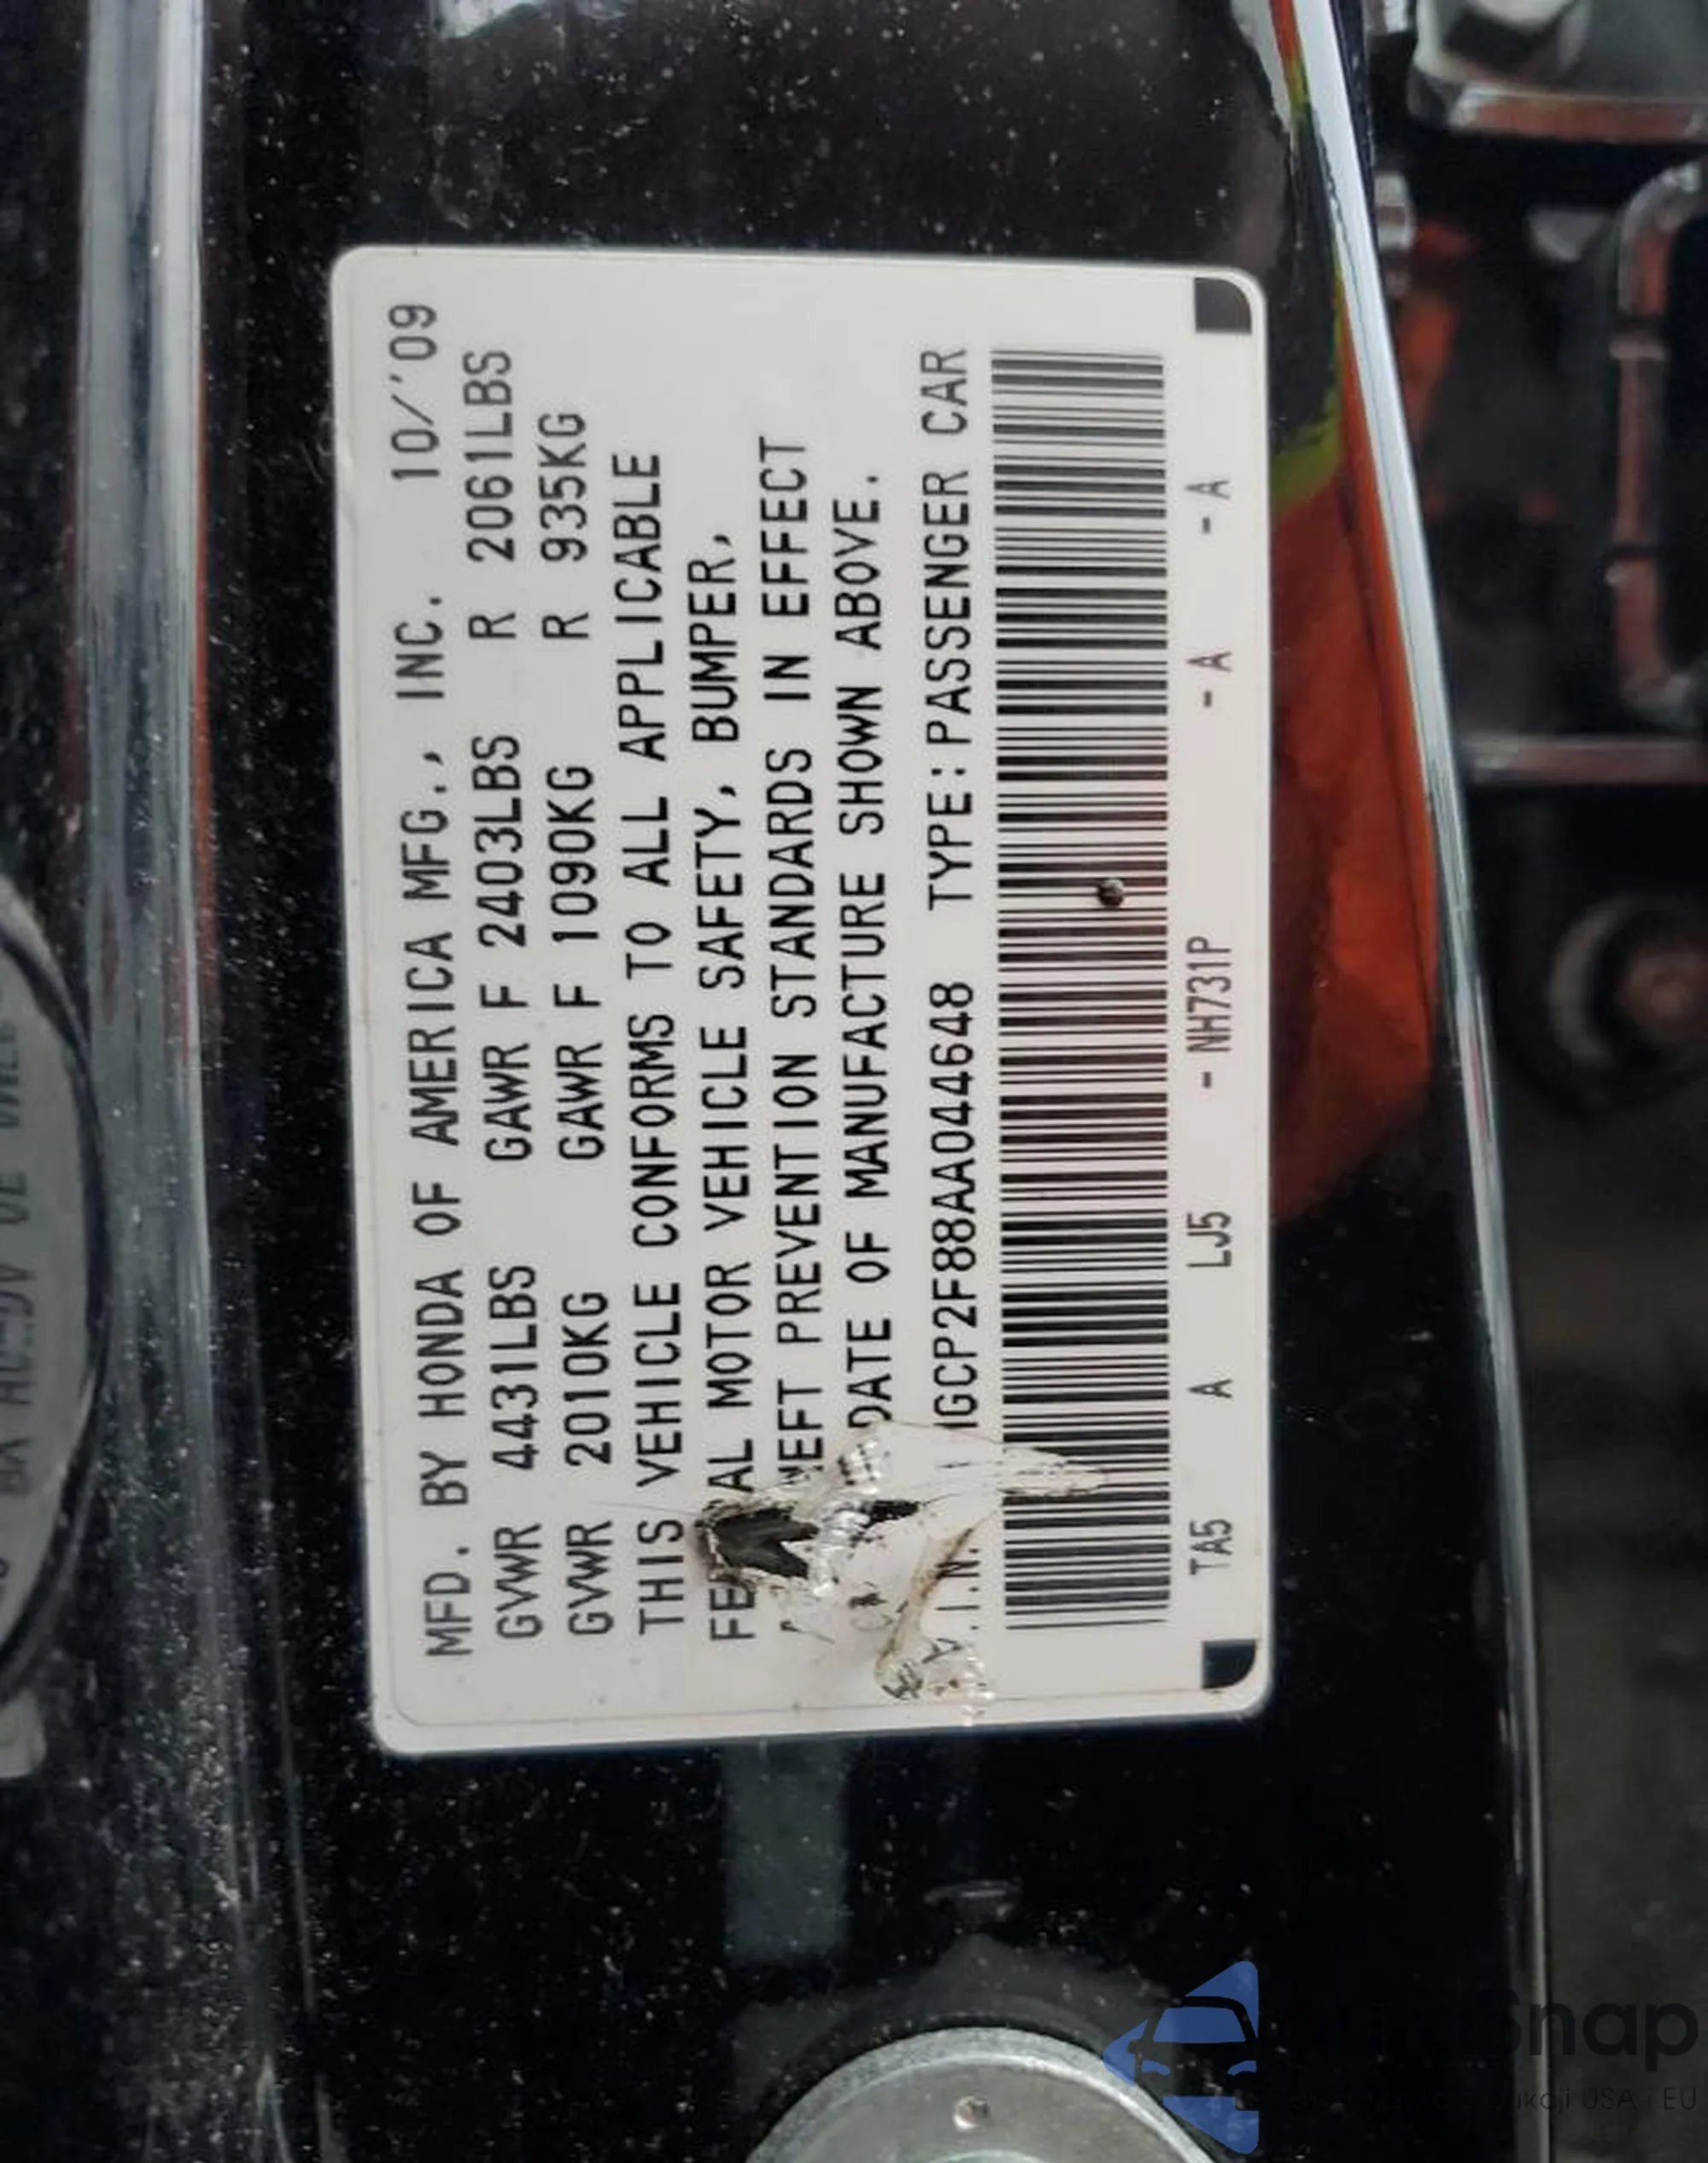 MFD. BY HONDA OF AMERICA MFG., INC. 10/'09
GVWR 4431LBS GAWR F 2403LBS R 2061LBS
GVWR 2010KG GAWR F 1090KG R 935KG
THIS VEHICLE CONFORMS TO ALL APPLICABLE
MOTOR VEHICLE SAFETY, BUMPER,
PREVENTION STANDARDS IN EFFECT
DATE OF MANUFACTURE SHOWN ABOVE.
V.I.N. GCP2F88AA044648 TYPE:PASSENGER CAR
TA5 A LJ5 - NH731P - A - A
USA i EU